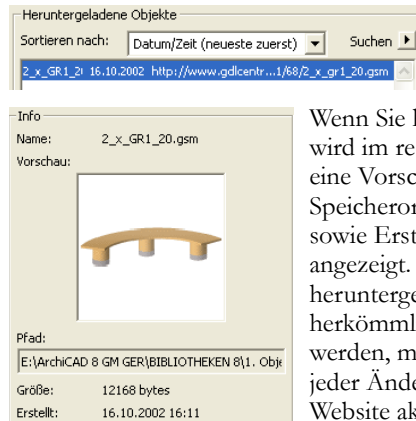 Heruntergeladene Objekte
Sortieren nach: Datum/Zeit (neueste zuerst) Suchen
2_x_GR1_2( 16.10.2002 http://www.gdlcentr...1/68/2_x_gr1_20.gsm
Info
Name: 2_x_GR1_20.gsm
Vorschau:
Pfad:
E:\ArchiCAD 8 GM GER\BIBLIOTHEKEN 8\1. Obje
Größe: 12168 bytes
Erstellt: 16.10.2002 16:11
Wenn Sie
wird im re
eine Vorsc
Speicheror
sowie Erst
angezeigt.
herunterge
herkömml
werden, m
jeder Ände
Website ak